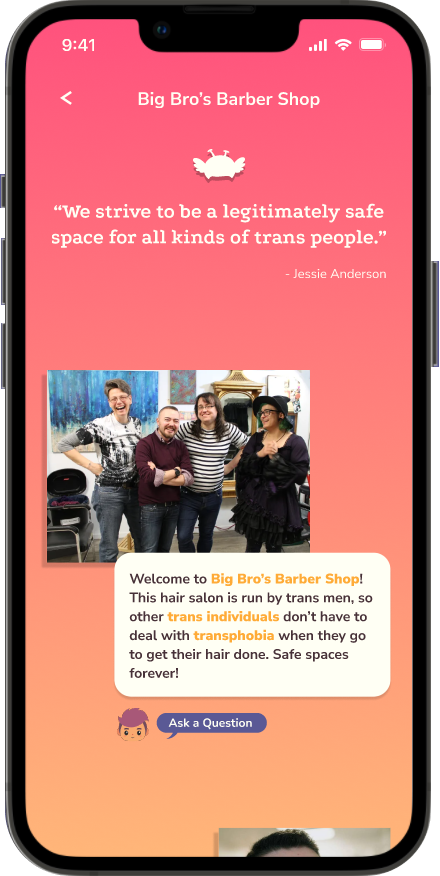 9:41
Big Bro's Barber Shop
“We strive to be a legitimately safe
space for all kinds of trans people.”
- Jessie Anderson
Welcome to Big Bro's Barber Shop!
This hair salon is run by trans men, so
other trans individuals don't have to
deal with transphobia when they go
to get their hair done. Safe spaces
forever!
Ask a Question